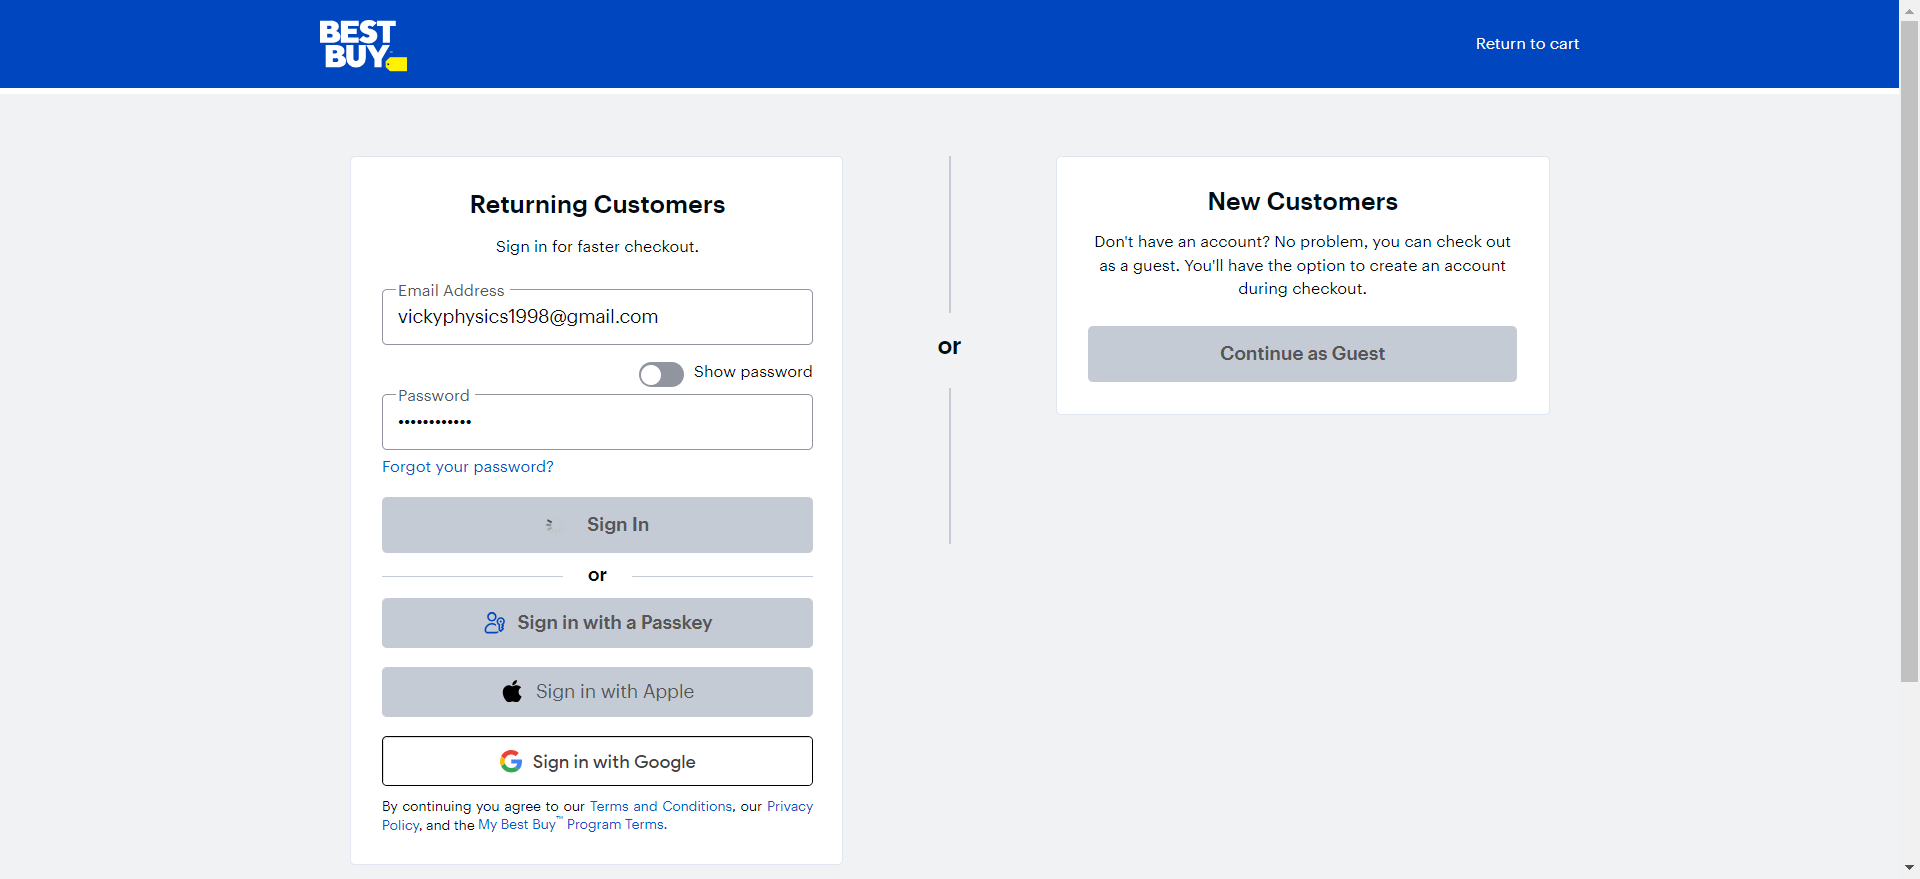 BEST
BUY
Return to cart
Returning Customers
Sign in for faster checkout.
Email Address
vickyphysics1998@gmail.com
Show password
Password
••••••••••••
Forgot your password?
Sign In
or
Sign in with a Passkey
Sign in with Apple
Sign in with Google
By continuing you agree to our Terms and Conditions, our Privacy
Policy, and the My Best Buy™ Program Terms.
or
New Customers
Don't have an account? No problem, you can check out
as a guest. You'll have the option to create an account
during checkout.
Continue as Guest